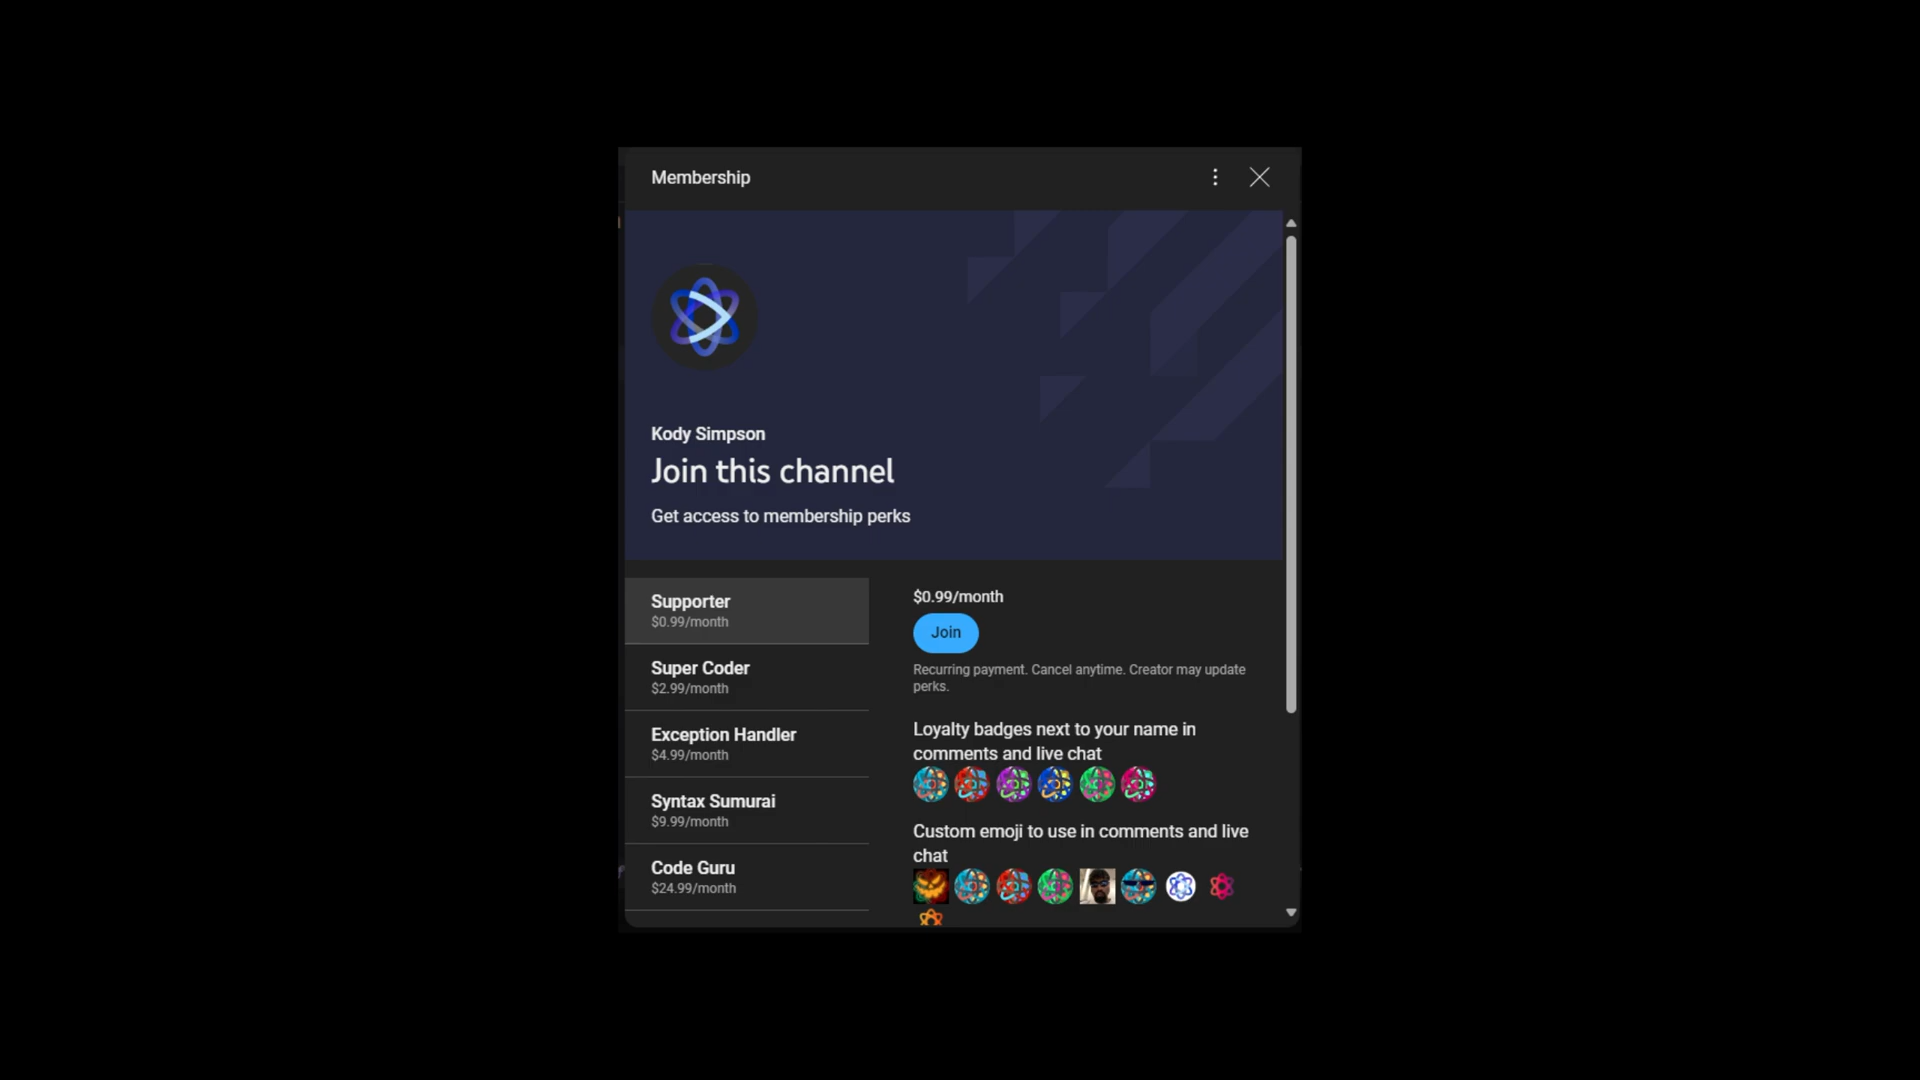 Membership
Kody Simpson
Join this channel
Get access to membership perks
Supporter
$0.99/month
Super Coder
$2.99/month
Exception Handler
$4.99/month
Syntax Sumurai
$9.99/month
Code Guru
$24.99/month
$0.99/month
Join
Recurring payment. Cancel anytime. Creator may update
perks.
Loyalty badges next to your name in
comments and live chat
Custom emoji to use in comments and live
chat